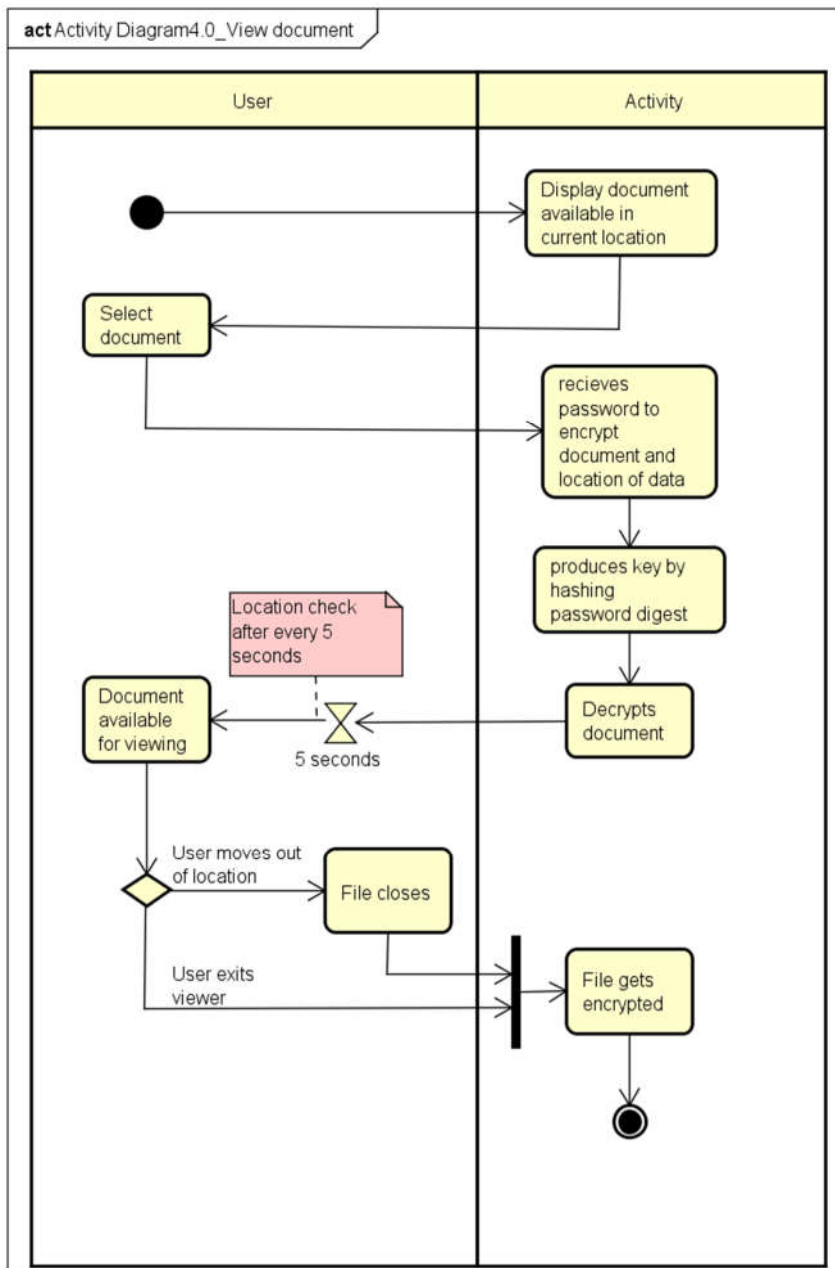 act Activity Diagram4.0_View document
User
Activity
Display document
available in
current location
Select
document
recieves
password to
encrypt
document and
location of data
produces key by
hashing
password digest
Location check
after every 5
seconds
Document
available
for viewing
5 seconds
Decrypts
document
User moves out
of location
File closes
User exits
viewer
File gets
encrypted